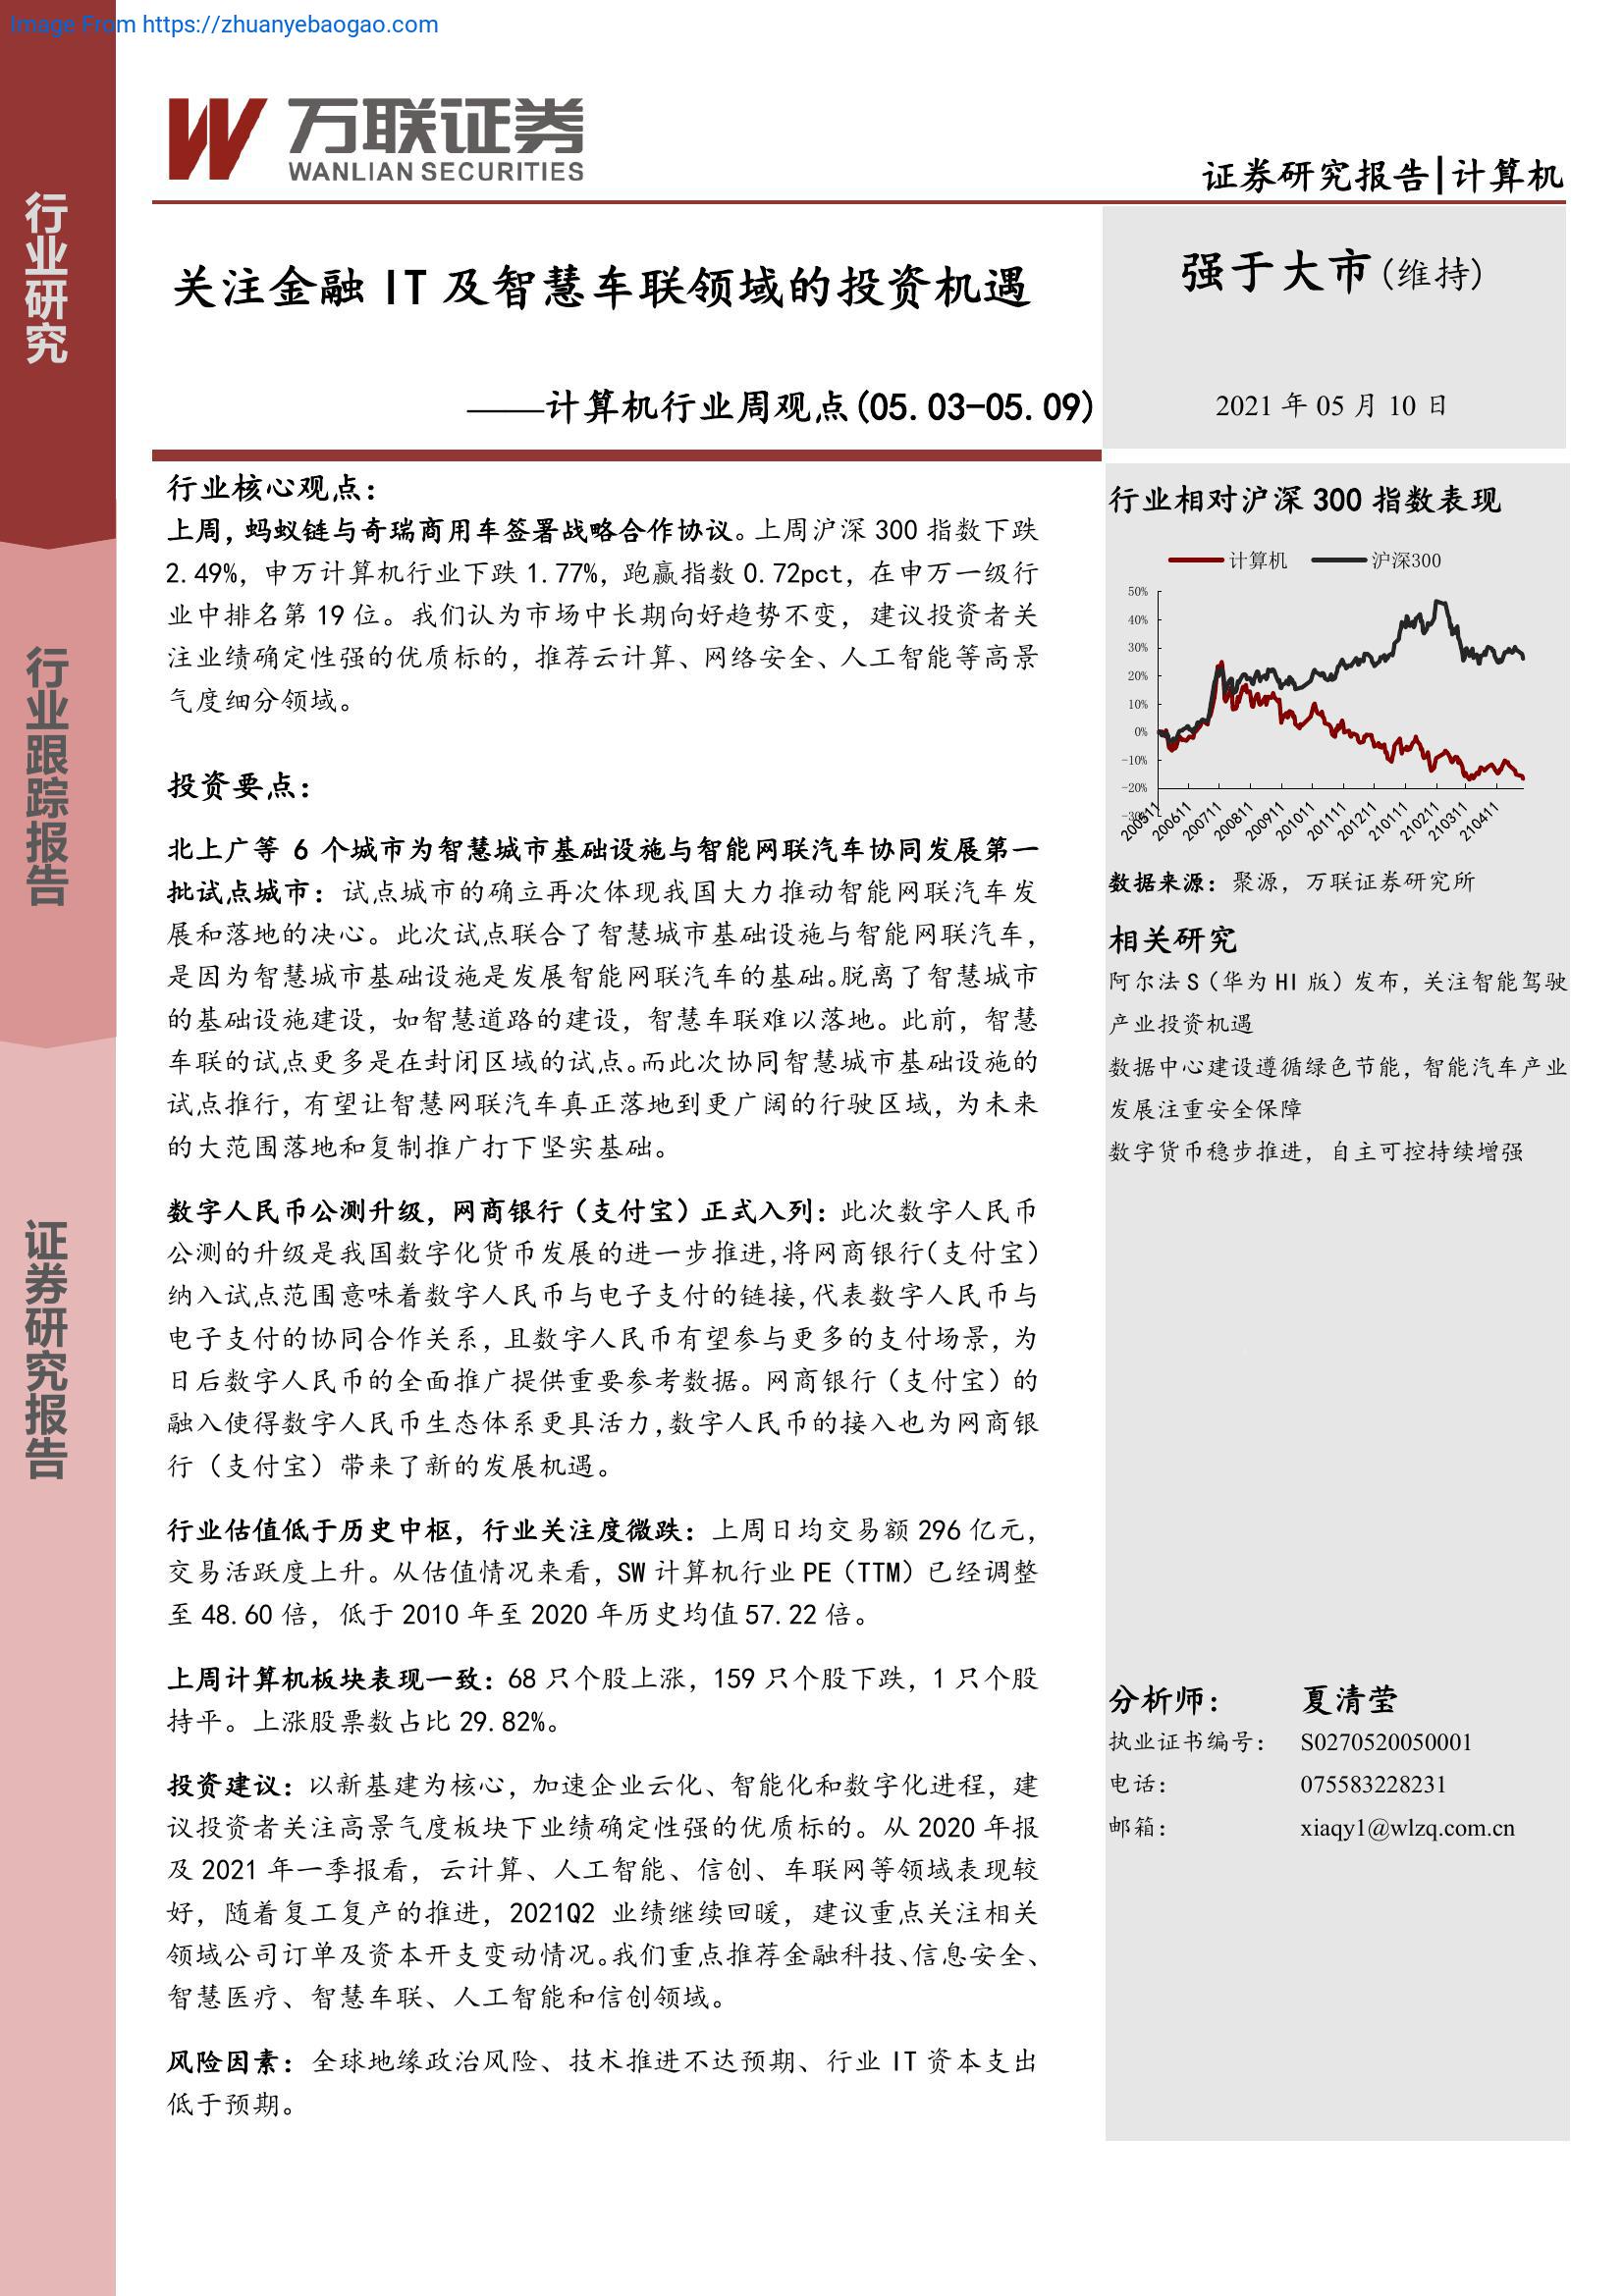 Image From https://zhuanyebaogao.com
万联证券
WANLIAN SECURITIES
证券研究报告|计算机
行业研究
行业跟踪报告
证券研究报告
关注金融 IT 及智慧车联领域的投资机遇
——计算机行业周观点(05.03-05.09)
强于大市(维持)
2021 年 05 月 10 日
行业核心观点：
上周，蚂蚁链与奇瑞商用车签署战略合作协议。上周沪深 300 指数下跌
2.49%，申万计算机行业下跌 1.77%，跑赢指数 0.72pct，在申万一级行
业中排名第 19 位。我们认为市场中长期向好趋势不变，建议投资者关
注业绩确定性强的优质标的，推荐云计算、网络安全、人工智能等高景
气度细分领域。
投资要点：
北上广等 6 个城市为智慧城市基础设施与智能网联汽车协同发展第一
批试点城市：试点城市的确立再次体现我国大力推动智能网联汽车发
展和落地的决心。此次试点联合了智慧城市基础设施与智能网联汽车，
是因为智慧城市基础设施是发展智能网联汽车的基础。脱离了智慧城市
的基础设施建设，如智慧道路的建设，智慧车联难以落地。此前，智慧
车联的试点更多是在封闭区域的试点。而此次协同智慧城市基础设施的
试点推行，有望让智慧网联汽车真正落地到更广阔的行驶区域，为未来
的大范围落地和复制推广打下坚实基础。
数字人民币公测升级，网商银行（支付宝）正式入列：此次数字人民币
公测的升级是我国数字化货币发展的进一步推进，将网商银行（支付宝）
纳入试点范围意味着数字人民币与电子支付的链接，代表数字人民币与
电子支付的协同合作关系，且数字人民币有望参与更多的支付场景，为
日后数字人民币的全面推广提供重要参考数据。网商银行（支付宝）的
融入使得数字人民币生态体系更具活力，数字人民币的接入也为网商银
行（支付宝）带来了新的发展机遇。
行业估值低于历史中枢，行业关注度微跌：上周日均交易额 296 亿元，
交易活跃度上升。从估值情况来看，SW 计算机行业 PE（TTM）已经调整
至 48.60 倍，低于 2010 年至 2020 年历史均值 57.22 倍。
上周计算机板块表现一致：68 只个股上涨，159 只个股下跌，1 只个股
持平。上涨股票数占比 29.82%。
投资建议：以新基建为核心，加速企业云化、智能化和数字化进程，建
议投资者关注高景气度板块下业绩确定性强的优质标的。从 2020 年报
及 2021 年一季报看，云计算、人工智能、信创、车联网等领域表现较
好，随着复工复产的推进，2021Q2 业绩继续回暖，建议重点关注相关
领域公司订单及资本开支变动情况。我们重点推荐金融科技、信息安全、
智慧医疗、智慧车联、人工智能和信创领域。
风险因素：全球地缘政治风险、技术推进不达预期、行业 IT 资本支出
低于预期。
行业相对沪深 300 指数表现
计算机 沪深300
50%
40%
30%
20%
10%
0%
-10%
-20%
-30%
200511 200611 200711 200811 200911 201011 201111 201211 210111 210211 210311 210411
数据来源：聚源，万联证券研究所
相关研究
阿尔法 S（华为 HI 版）发布，关注智能驾驶
产业投资机遇
数据中心建设遵循绿色节能，智能汽车产业
发展注重安全保障
数字货币稳步推进，自主可控持续增强
分析师： 夏清莹
执业证书编号： S0270520050001
电话： 075583228231
邮箱： xiaqy1@wlzq.com.cn